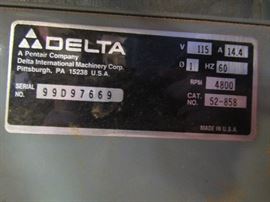 DELTA V 115 A 14.4
A Pentair Company
Delta International Machinery Corp. Ø 1 HZ 60
Pittsburgh, PA 15238 U.S.A.
RPM 4800
SERIAL NO. 99D97669 CAT. NO. 52-858
MADE IN U.S.A.